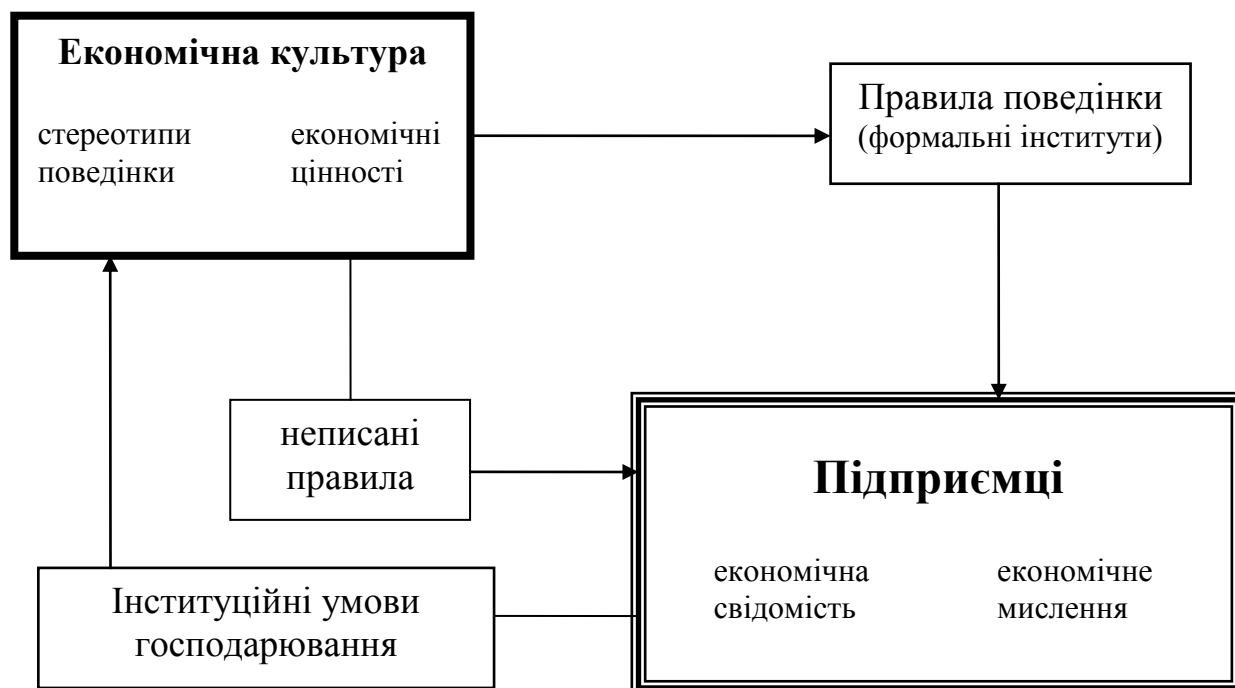 Економічна культура
стереотипи
поведінки
економічні
цінності
Правила поведінки
(формальні інститути)
неписані
правила
Підприємці
економічна
свідомість
економічне
мислення
Інституційні умови
господарювання